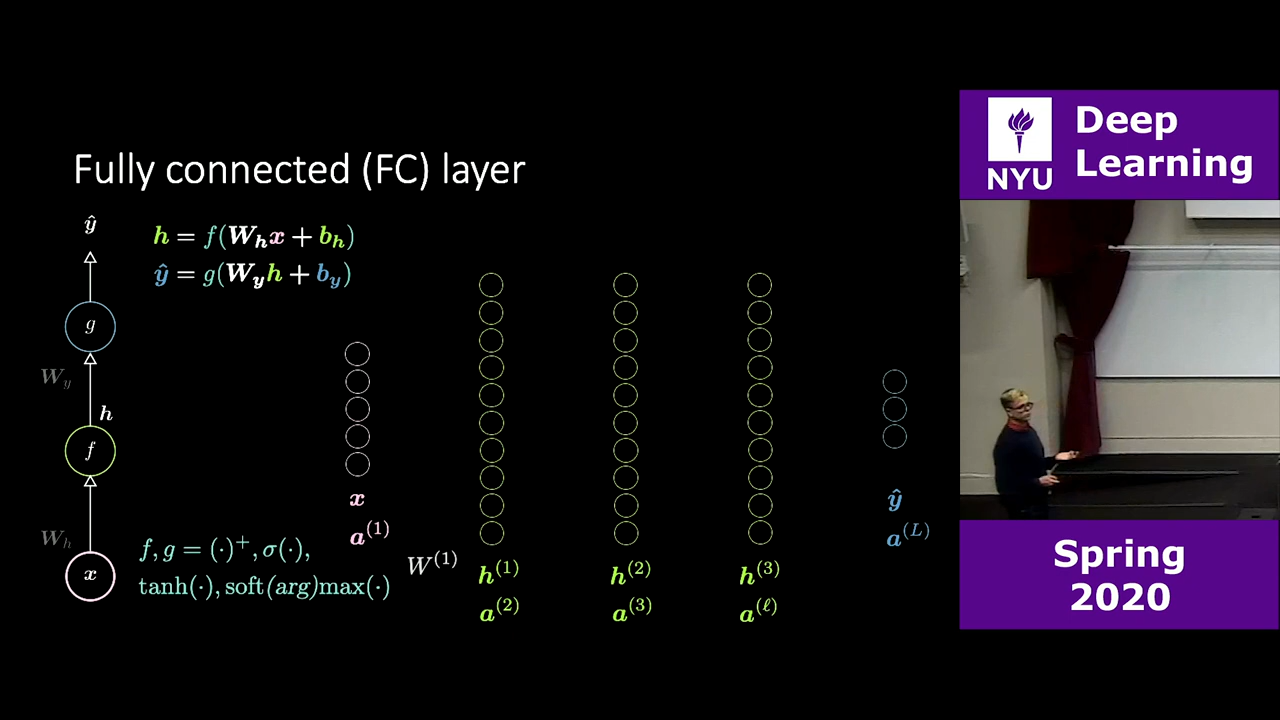 Fully connected (FC) layer
ŷ
h = f(W_h x + b_h)
ŷ = g(W_y h + b_y)
g
W_y
h
f
W_h
x
f, g = (·)⁺, σ(·),
tanh(·), soft(arg)max(·)
x
a⁽¹⁾
W⁽¹⁾
h⁽¹⁾
a⁽²⁾
h⁽²⁾
a⁽³⁾
h⁽³⁾
a⁽ℓ⁾
ŷ
a⁽ᴸ⁾
NYU
Deep
Learning
Spring
2020